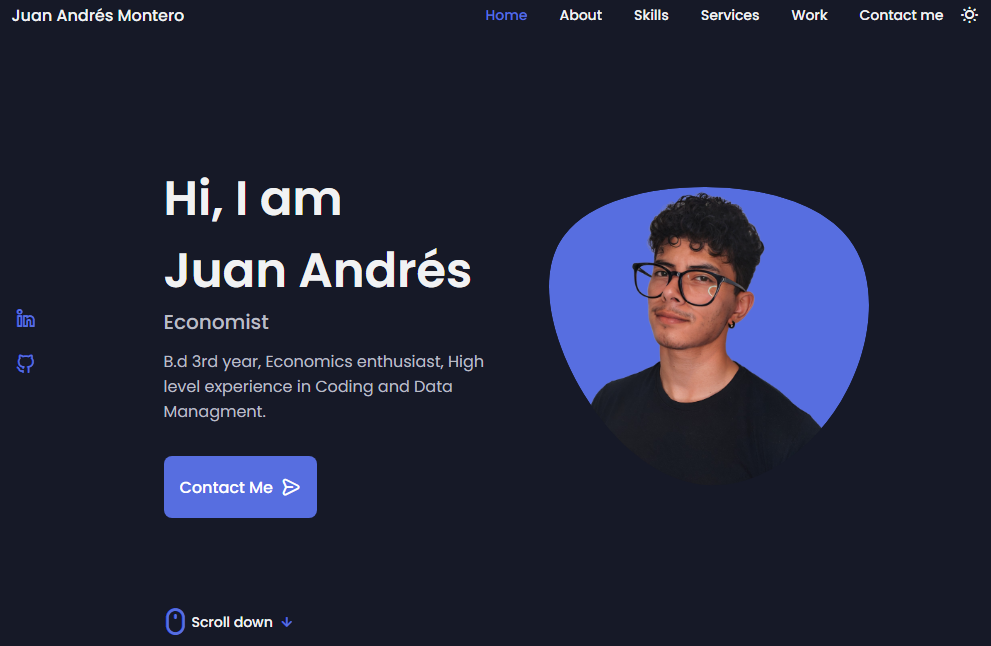 Juan Andrés Montero
Home About Skills Services Work Contact me
Hi, I am
Juan Andrés
Economist
B.d 3rd year, Economics enthusiast, High
level experience in Coding and Data
Managment.
in
Contact Me
Scroll down